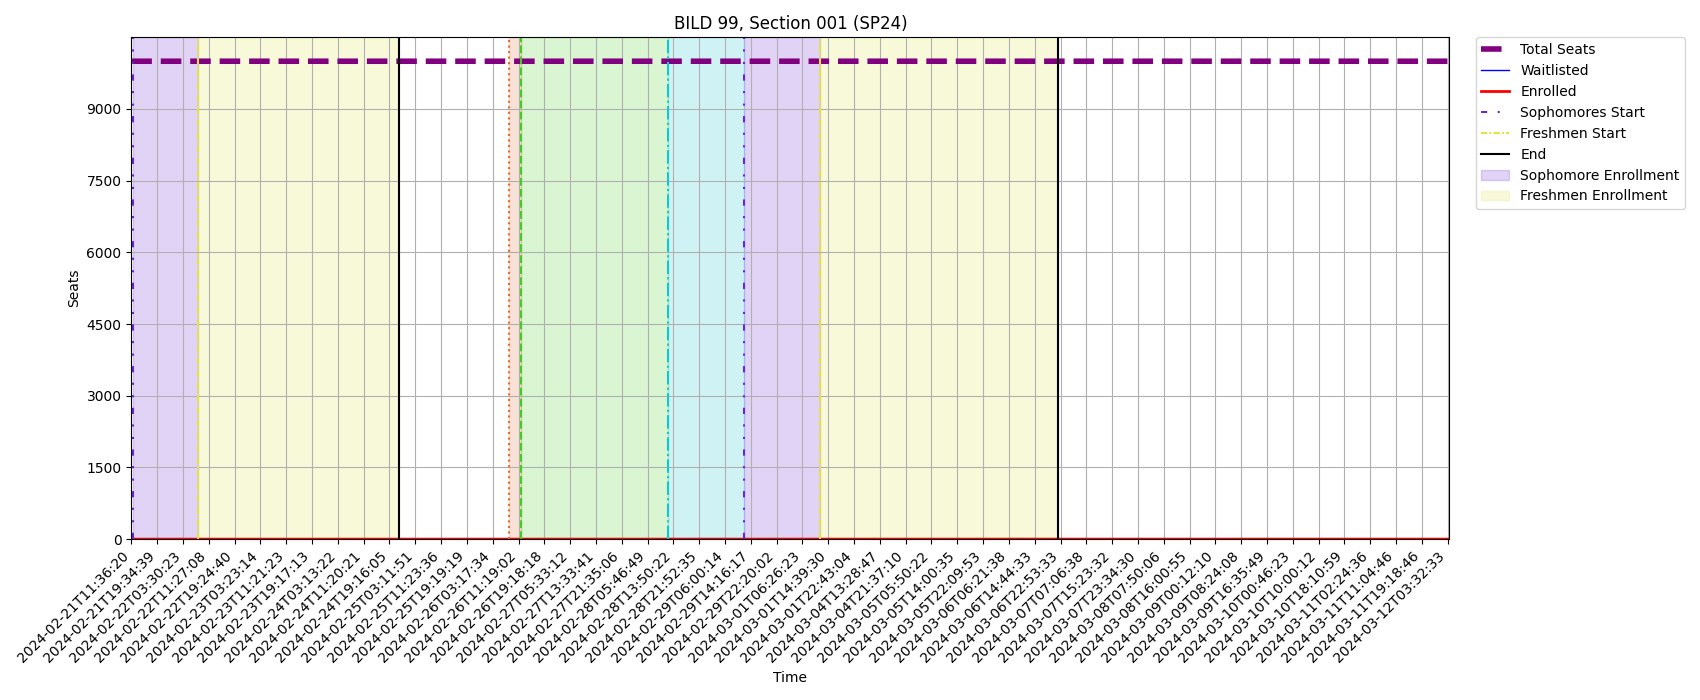 BILD 99, Section 001 (SP24)
Total Seats
Waitlisted
Enrolled
Sophomores Start
Freshmen Start
End
Sophomore Enrollment
Freshmen Enrollment
Seats
9000
7500
6000
4500
3000
1500
0
2024-02-21T11:36:20
2024-02-21T19:34:39
2024-02-22T03:30:23
2024-02-22T11:27:08
2024-02-22T19:24:40
2024-02-23T03:23:14
2024-02-23T11:21:23
2024-02-23T19:17:13
2024-02-24T03:13:22
2024-02-24T11:20:21
2024-02-24T19:16:05
2024-02-25T03:11:51
2024-02-25T11:23:36
2024-02-25T19:19:19
2024-02-26T03:17:34
2024-02-26T11:19:02
2024-02-26T19:18:18
2024-02-27T05:33:12
2024-02-27T13:33:41
2024-02-27T21:35:06
2024-02-28T05:46:49
2024-02-28T13:50:22
2024-02-28T21:52:35
2024-02-29T06:00:14
2024-02-29T14:16:17
2024-02-29T22:20:02
2024-03-01T06:26:23
2024-03-01T14:39:30
2024-03-01T22:43:04
2024-03-04T13:28:47
2024-03-04T21:37:10
2024-03-05T05:50:22
2024-03-05T14:00:35
2024-03-05T22:09:53
2024-03-06T06:21:38
2024-03-06T14:44:33
2024-03-06T22:53:33
2024-03-07T07:06:38
2024-03-07T15:23:32
2024-03-07T23:34:30
2024-03-08T07:50:06
2024-03-08T16:00:55
2024-03-09T00:12:10
2024-03-09T08:24:08
2024-03-09T16:35:49
2024-03-10T00:46:23
2024-03-10T10:00:12
2024-03-10T18:10:59
2024-03-11T02:24:36
2024-03-11T11:04:46
2024-03-11T19:18:46
2024-03-12T03:32:33
Time